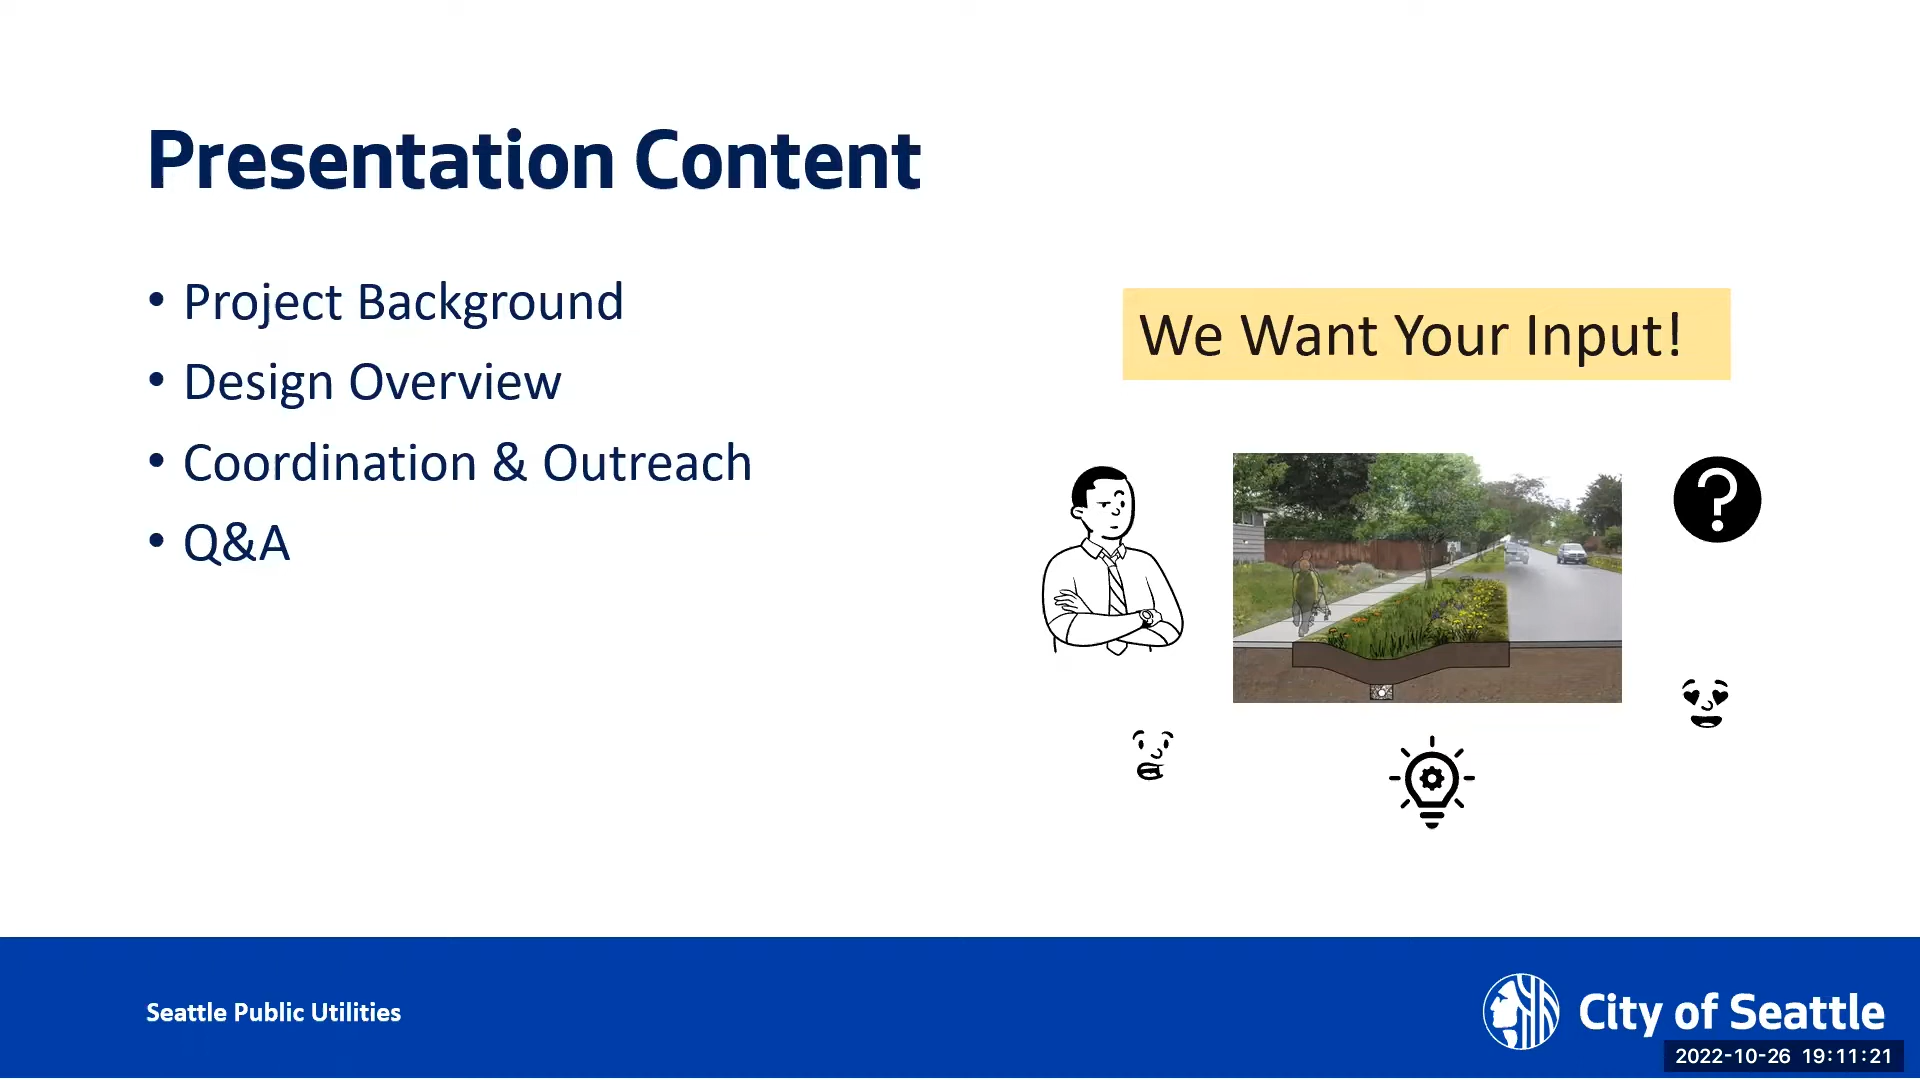 Presentation Content
• Project Background
• Design Overview
• Coordination & Outreach
• Q&A
We Want Your Input!
?
Seattle Public Utilities
City of Seattle
2022-10-26 19:11:21